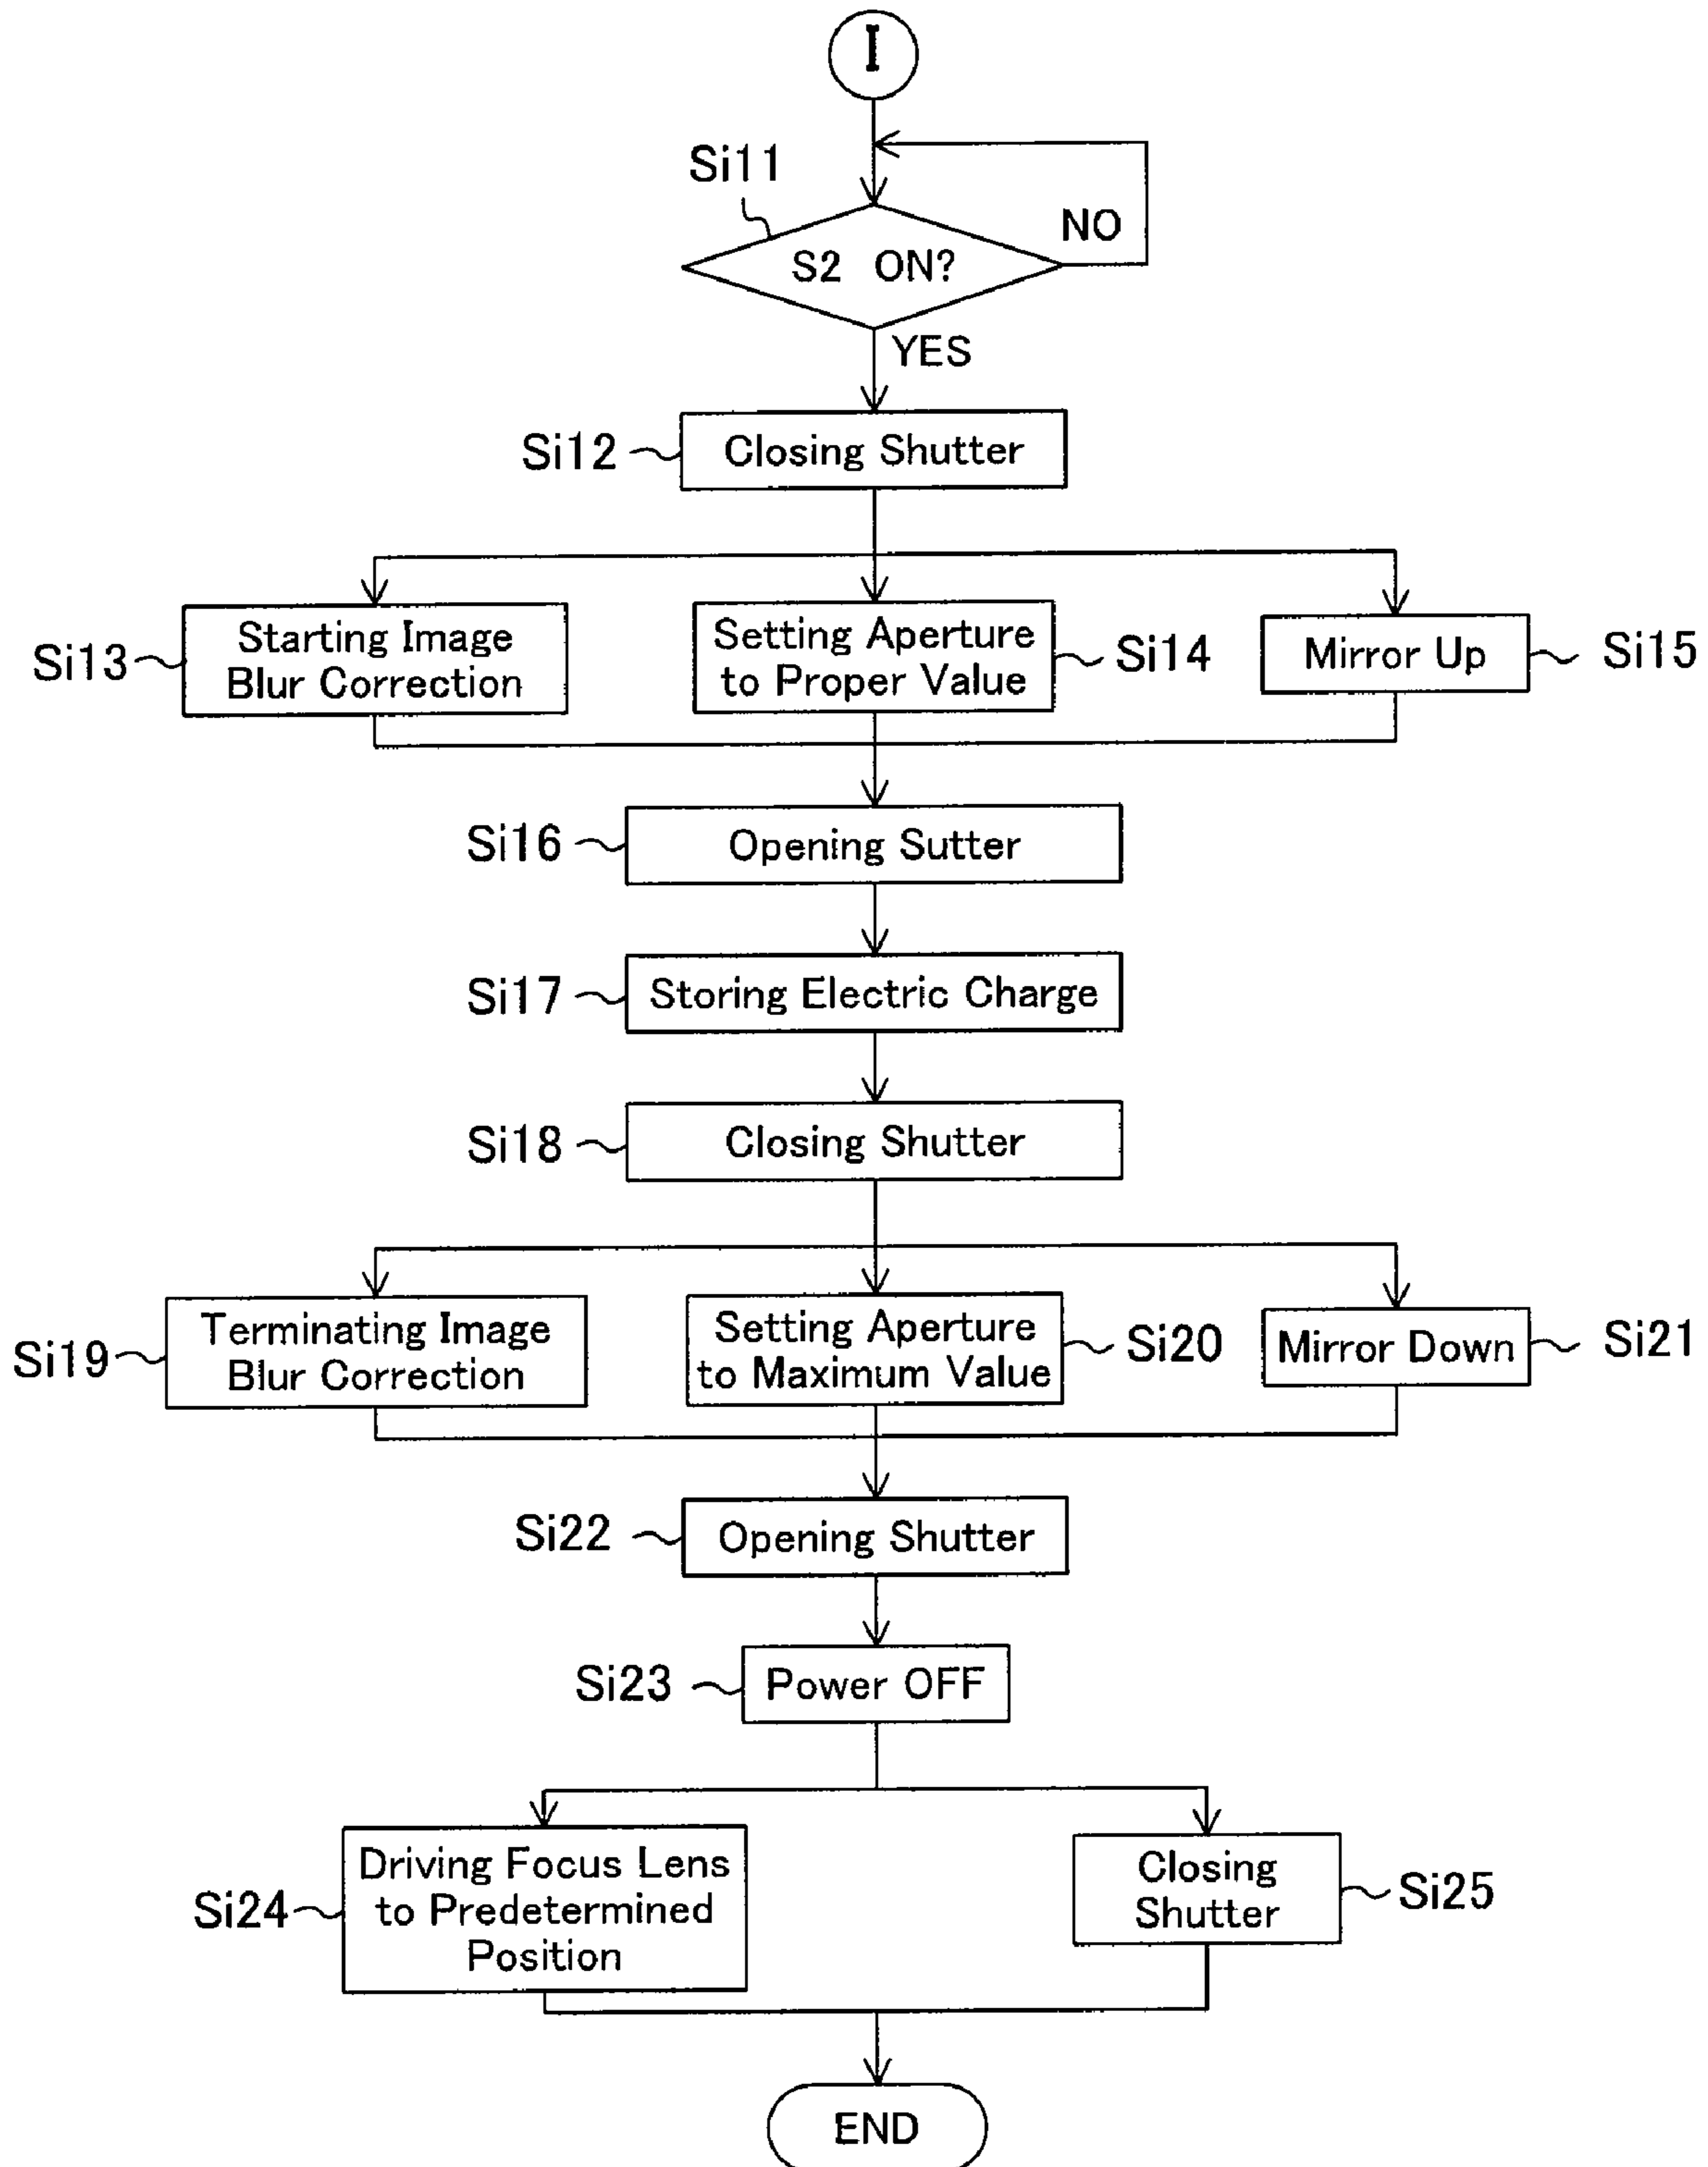 I
Si11
NO
S2 ON?
YES
Si12
Closing Shutter
Si13
Starting Image
Blur Correction
Setting Aperture
to Proper Value
Si14
Mirror Up
Si15
Si16
Opening Sutter
Si17
Storing Electric Charge
Si18
Closing Shutter
Si19
Terminating Image
Blur Correction
Setting Aperture
to Maximum Value
Si20
Mirror Down
Si21
Si22
Opening Shutter
Si23
Power OFF
Si24
Driving Focus Lens
to Predetermined
Position
Closing
Shutter
Si25
END